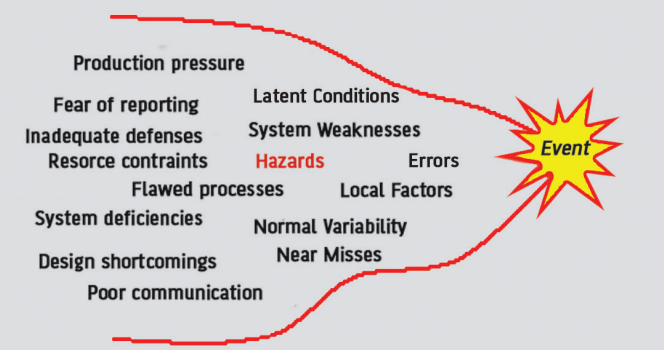 Production pressure
Latent Conditions
Fear of reporting
System Weaknesses
Inadequate defenses
Event
Resorce contraints
Hazards
Errors
Flawed processes
Local Factors
System deficiencies
Normal Variability
Near Misses
Design shortcomings
Poor communication